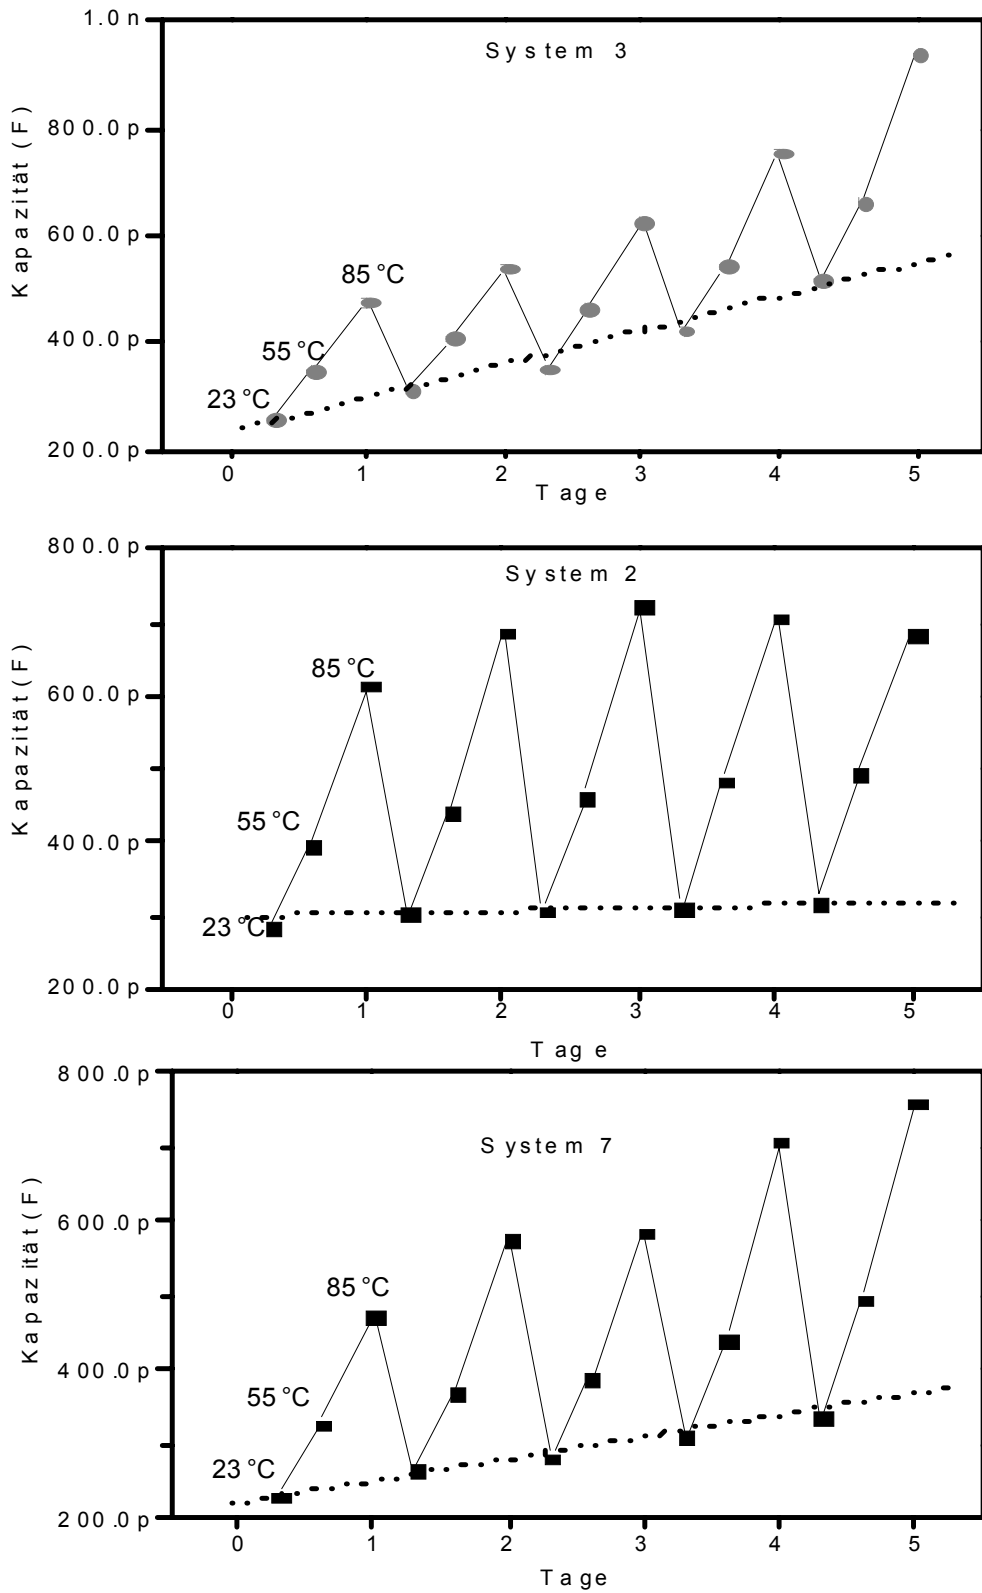 System 3
Kapazität (F)
1.0 n
800.0 p
600.0 p
400.0 p
200.0 p
85 °C
55 °C
23 °C
0 1 2 3 4 5
Tage
System 2
Kapazität (F)
800.0 p
600.0 p
400.0 p
200.0 p
85 °C
55 °C
23 °C
0 1 2 3 4 5
Tage
System 7
Kapazität (F)
800.0 p
600.0 p
400.0 p
200.0 p
85 °C
55 °C
23 °C
0 1 2 3 4 5
Tage